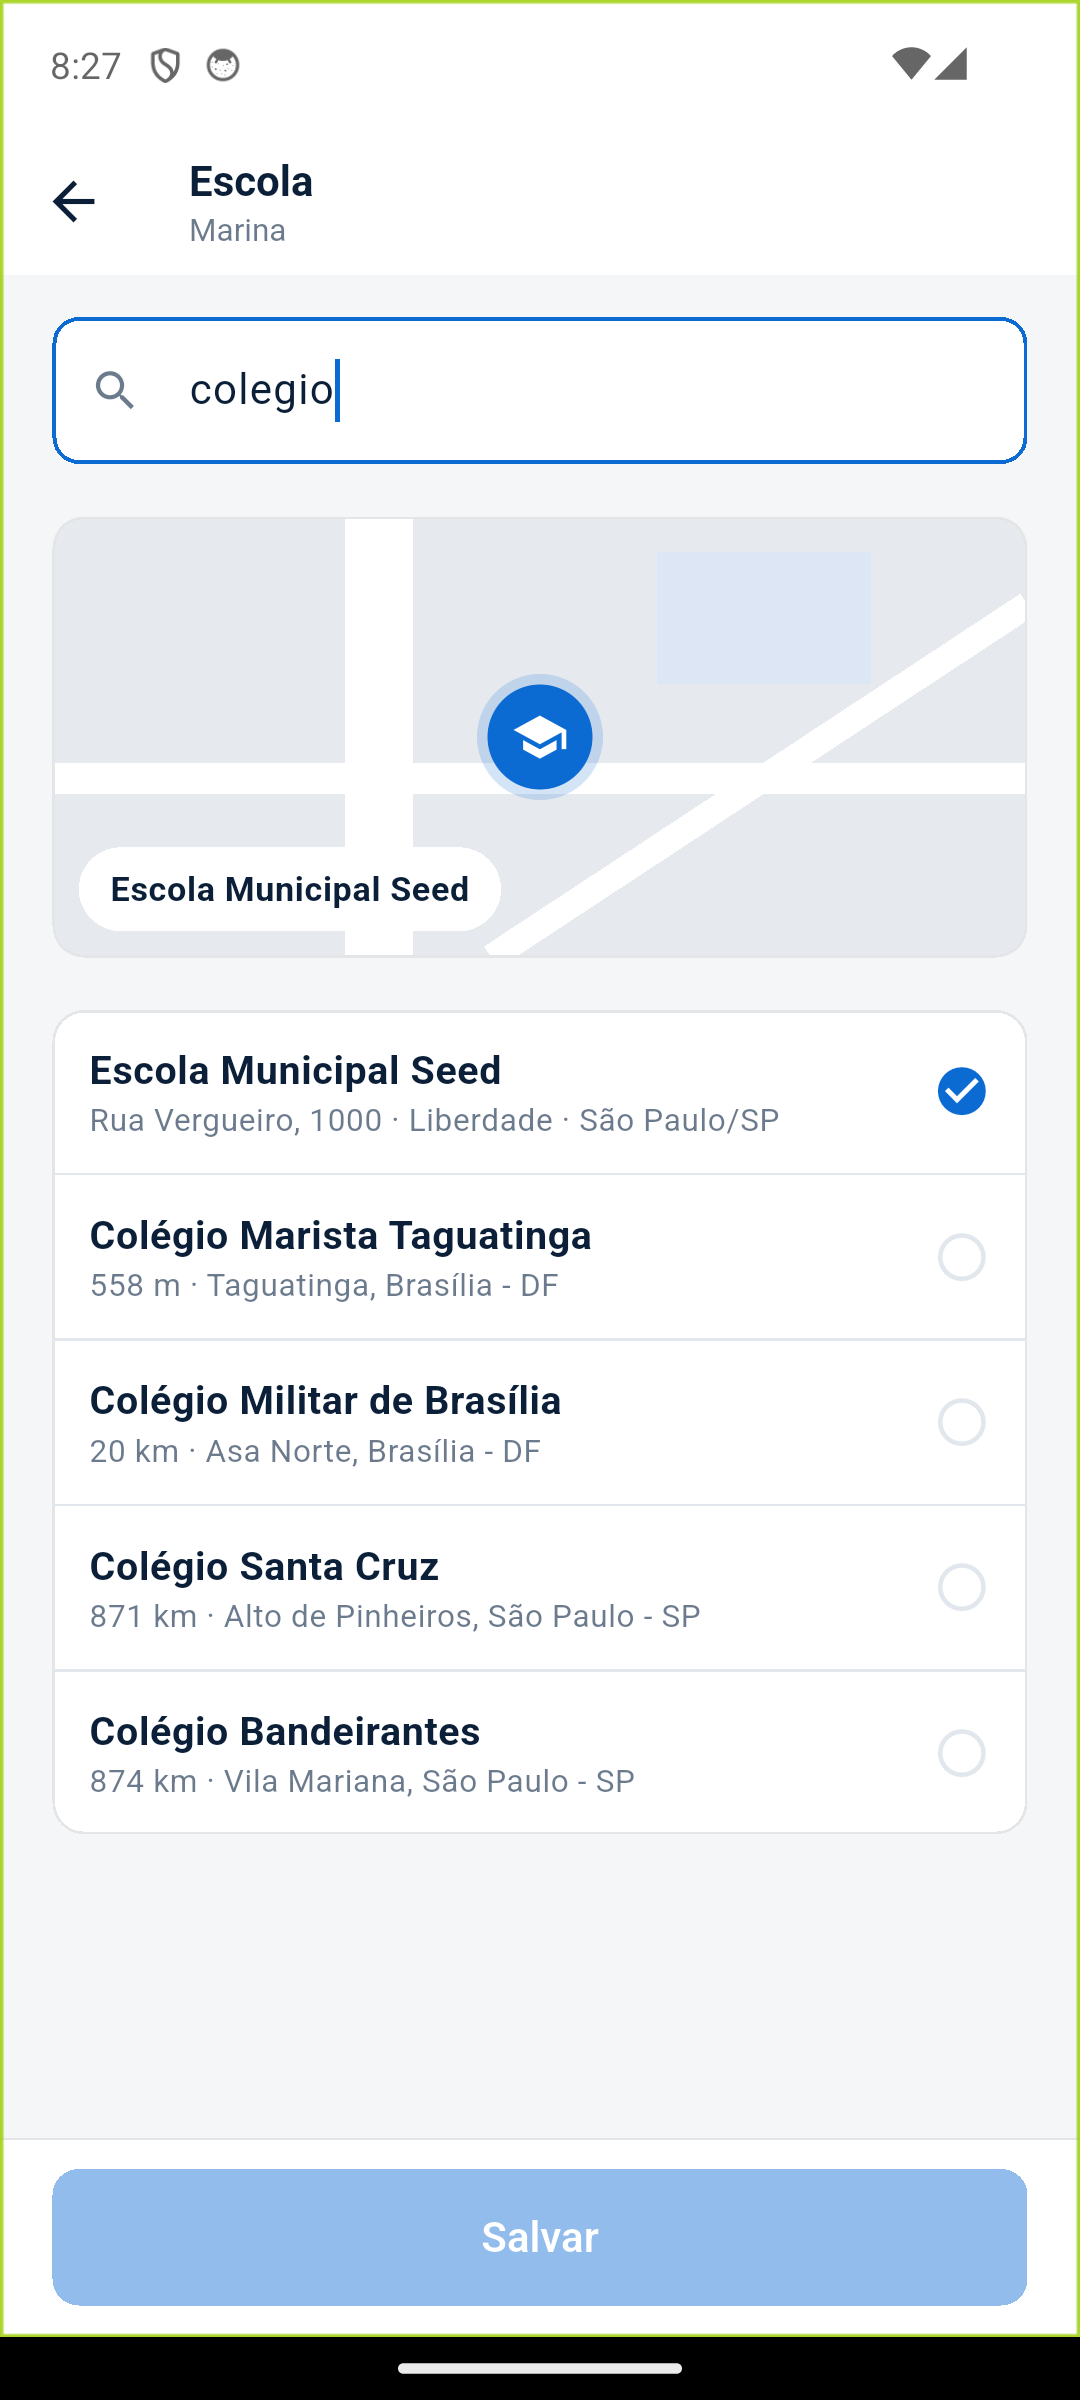 8:27
Escola
Marina
colegio
Escola Municipal Seed
Escola Municipal Seed
Rua Vergueiro, 1000 · Liberdade · São Paulo/SP
Colégio Marista Taguatinga
558 m · Taguatinga, Brasília - DF
Colégio Militar de Brasília
20 km · Asa Norte, Brasília - DF
Colégio Santa Cruz
871 km · Alto de Pinheiros, São Paulo - SP
Colégio Bandeirantes
874 km · Vila Mariana, São Paulo - SP
Salvar